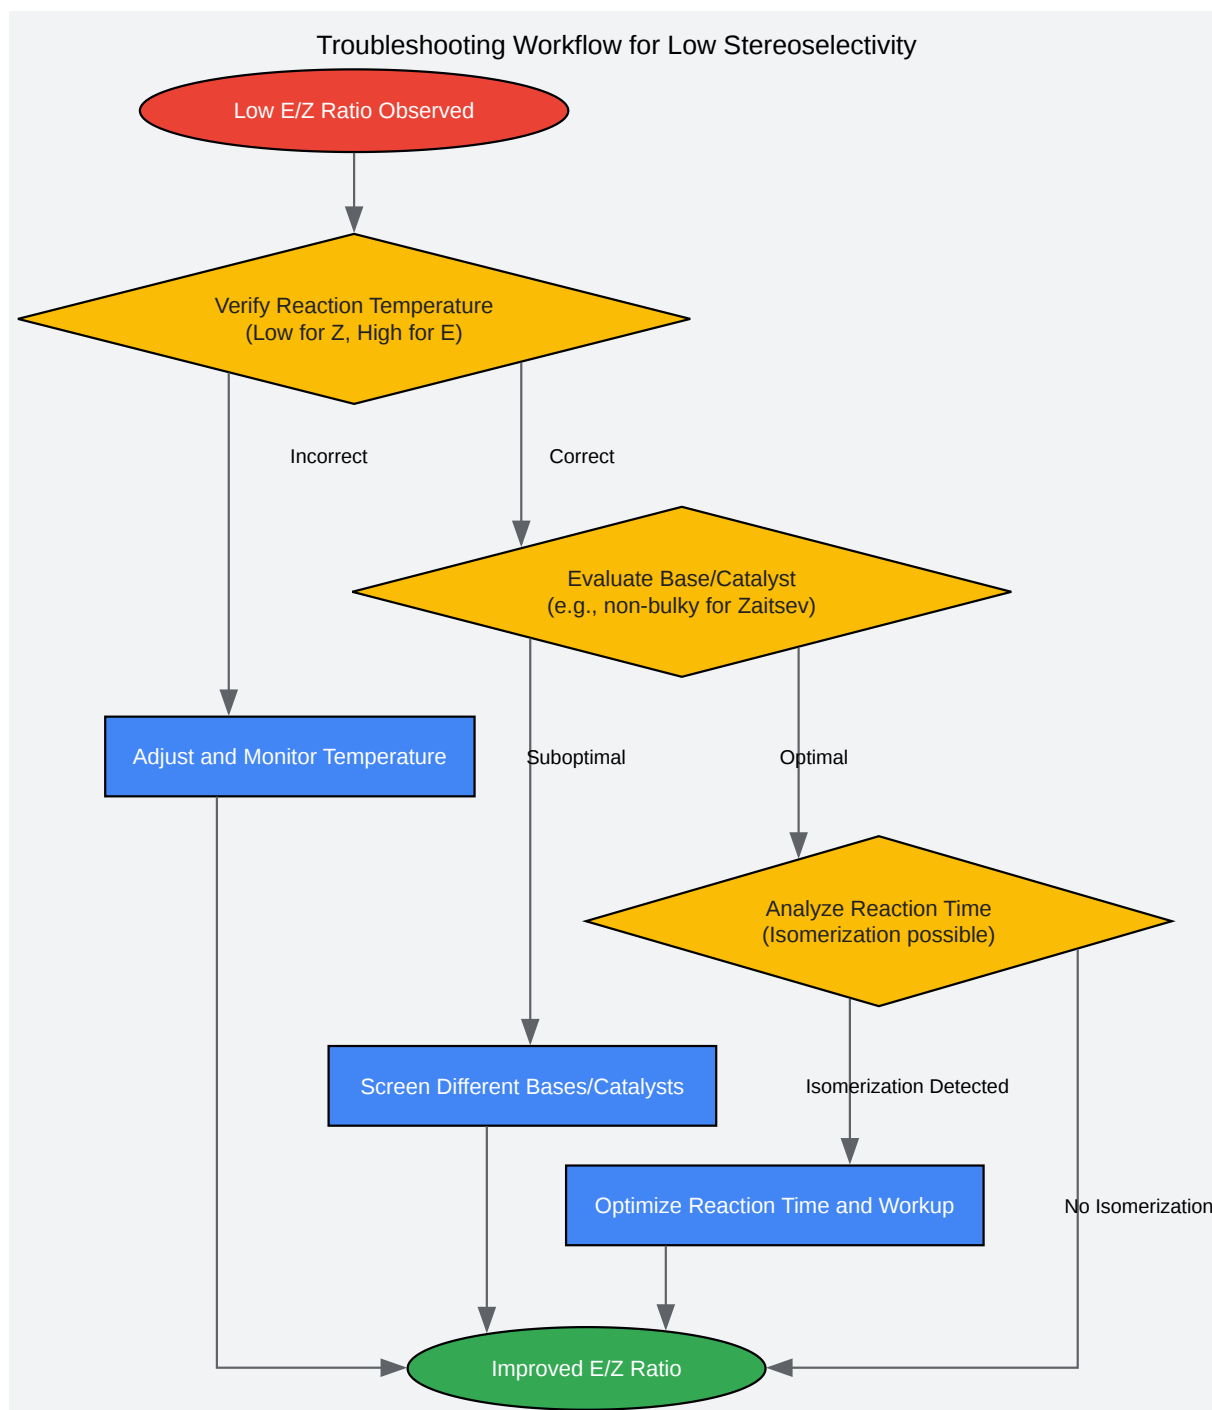 Troubleshooting Workflow for Low Stereoselectivity
Low E/Z Ratio Observed
Verify Reaction Temperature
(Low for Z, High for E)
Incorrect
Correct
Evaluate Base/Catalyst
(e.g., non-bulky for Zaitsev)
Adjust and Monitor Temperature
Suboptimal
Optimal
Analyze Reaction Time
(Isomerization possible)
Screen Different Bases/Catalysts
Isomerization Detected
Optimize Reaction Time and Workup
No Isomerization
Improved E/Z Ratio